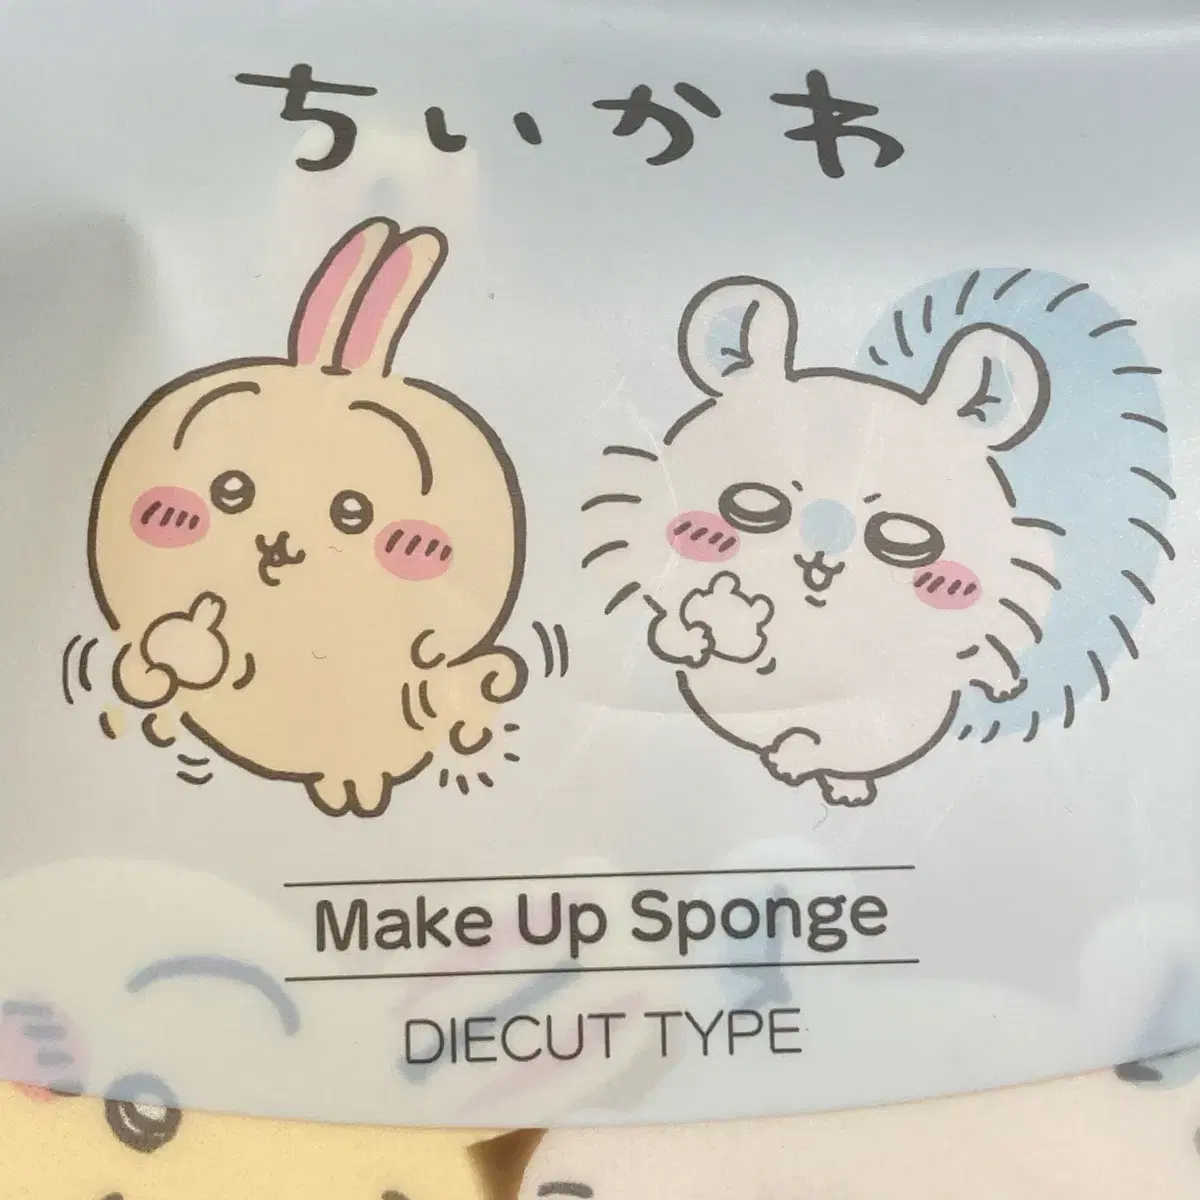 ちいかわ
Make Up Sponge
DIECUT TYPE